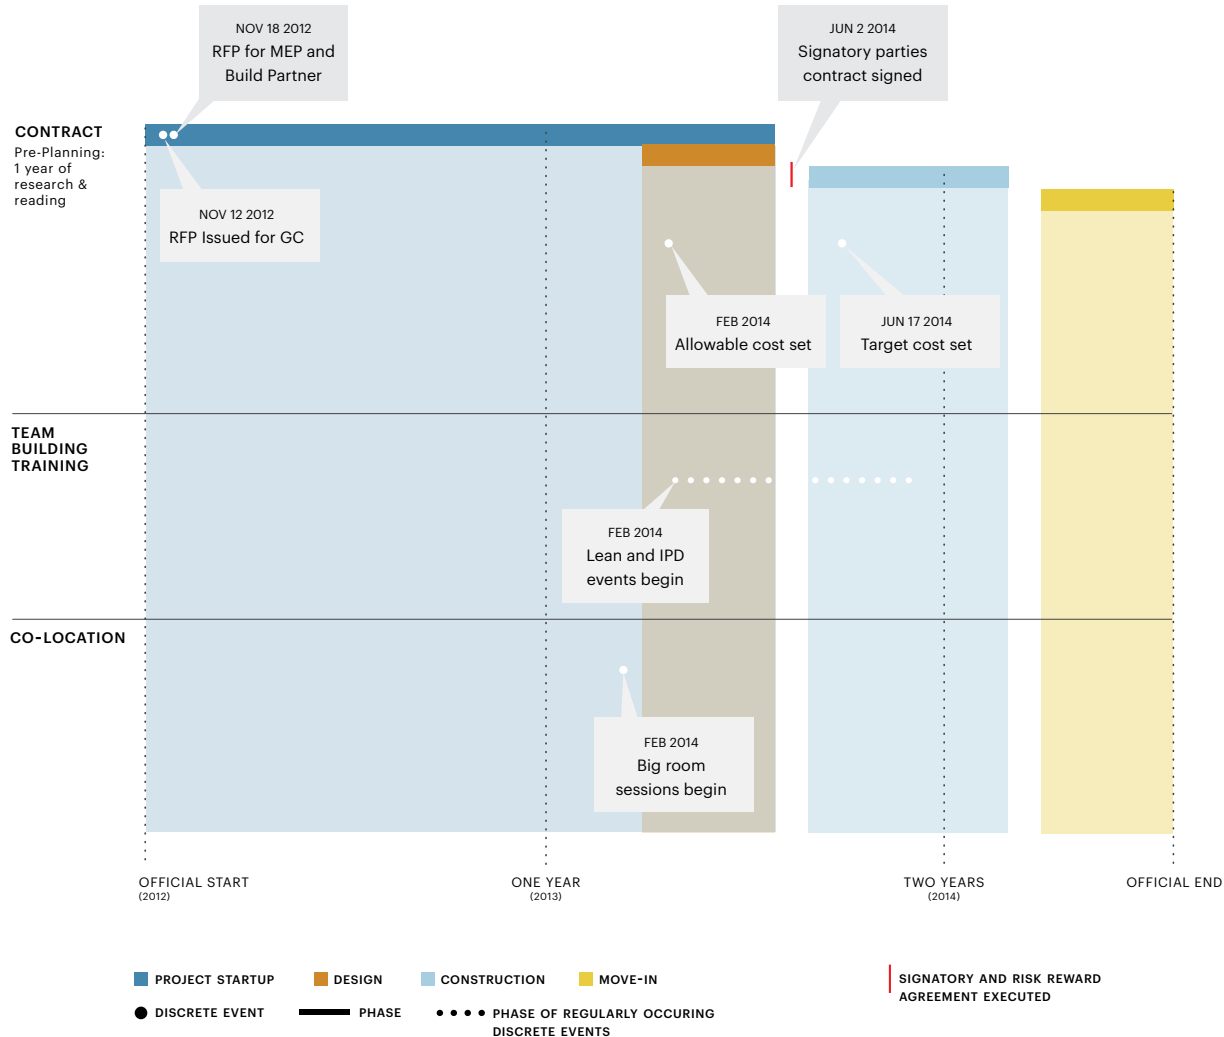 NOV 18 2012
RFP for MEP and
Build Partner
JUN 2 2014
Signatory parties
contract signed
CONTRACT
Pre-Planning:
1 year of
research &
reading
NOV 12 2012
RFP Issued for GC
FEB 2014
Allowable cost set
JUN 17 2014
Target cost set
TEAM
BUILDING
TRAINING
FEB 2014
Lean and IPD
events begin
CO-LOCATION
FEB 2014
Big room
sessions begin
OFFICIAL START
(2012)
ONE YEAR
(2013)
TWO YEARS
(2014)
OFFICIAL END
PROJECT STARTUP
DESIGN
CONSTRUCTION
MOVE-IN
SIGNATORY AND RISK REWARD
AGREEMENT EXECUTED
DISCRETE EVENT
PHASE
PHASE OF REGULARLY OCCURING
DISCRETE EVENTS